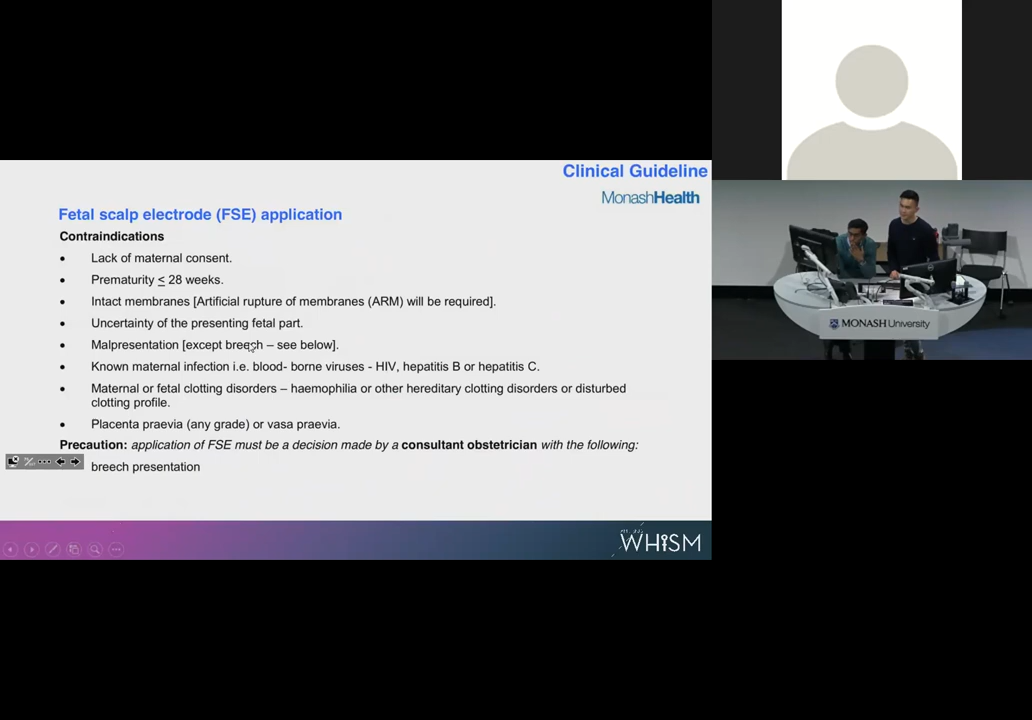 Clinical Guideline
MonashHealth
Fetal scalp electrode (FSE) application
Contraindications
• Lack of maternal consent.
• Prematurity < 28 weeks.
• Intact membranes [Artificial rupture of membranes (ARM) will be required].
• Uncertainty of the presenting fetal part.
• Malpresentation [except breech – see below].
• Known maternal infection i.e. blood- borne viruses - HIV, hepatitis B or hepatitis C.
• Maternal or fetal clotting disorders – haemophilia or other hereditary clotting disorders or disturbed
clotting profile.
• Placenta praevia (any grade) or vasa praevia.
Precaution: application of FSE must be a decision made by a consultant obstetrician with the following:
breech presentation
WHISM
MONASH University